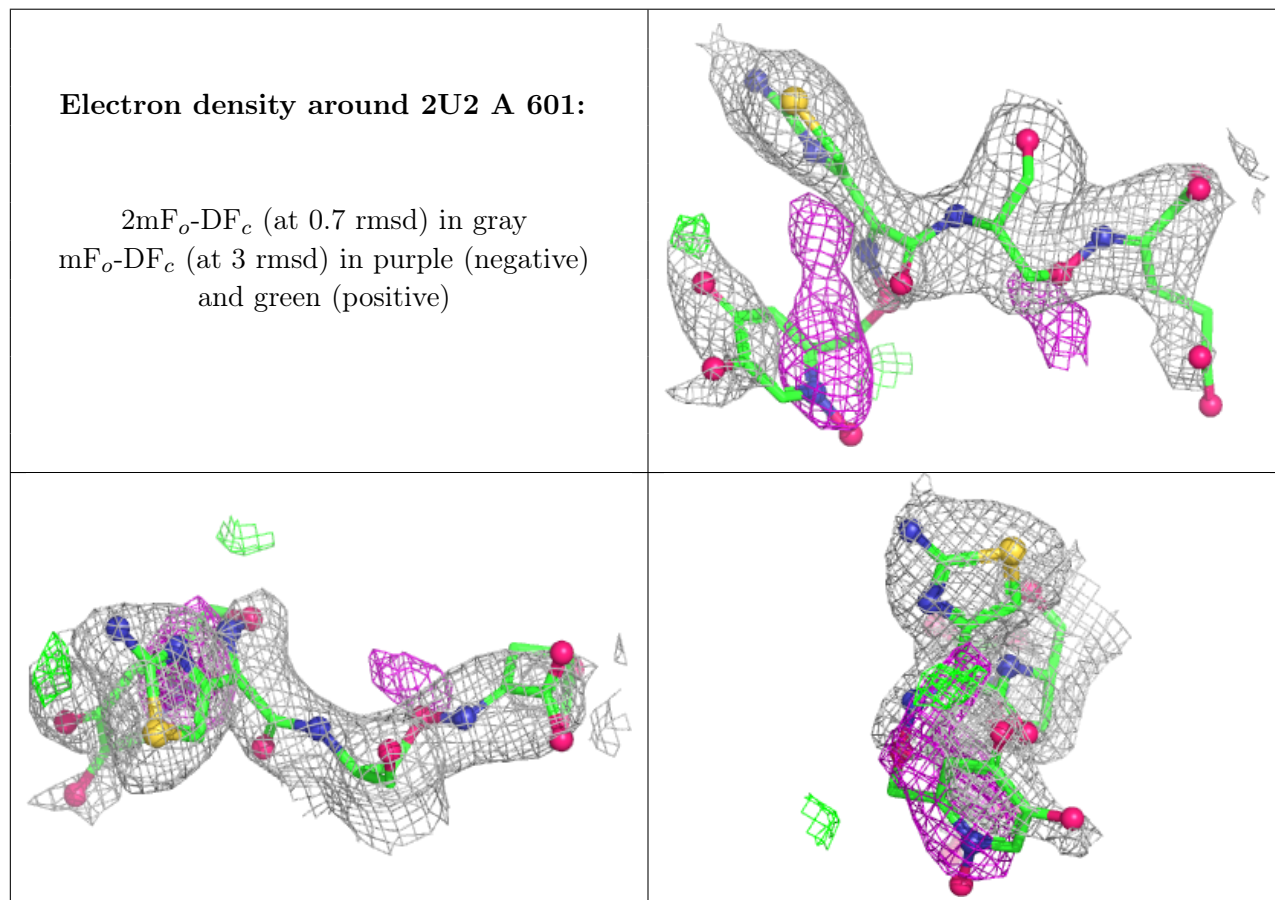 Electron density around 2U2 A 601:
2mFo-DFc (at 0.7 rmsd) in gray
mFo-DFc (at 3 rmsd) in purple (negative)
and green (positive)